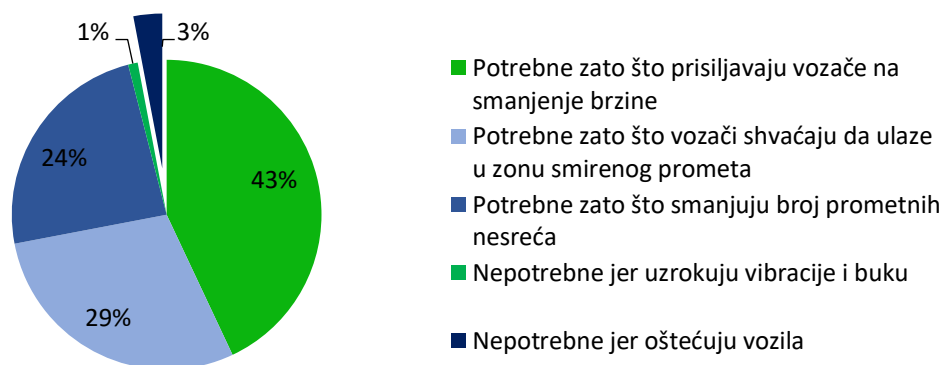 1%
3%
24%
43%
29%
Potrebne zato što prisiljavaju vozače na
smanjenje brzine
Potrebne zato što vozači shvaćaju da ulaze
u zonu smirenog prometa
Potrebne zato što smanjuju broj prometnih
nesreća
Nepotrebne jer uzrokuju vibracije i buku
Nepotrebne jer oštećuju vozila